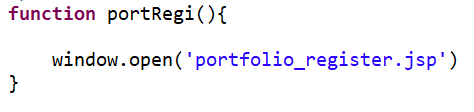 function portRegi(){
window.open('portfolio_register.jsp')
}